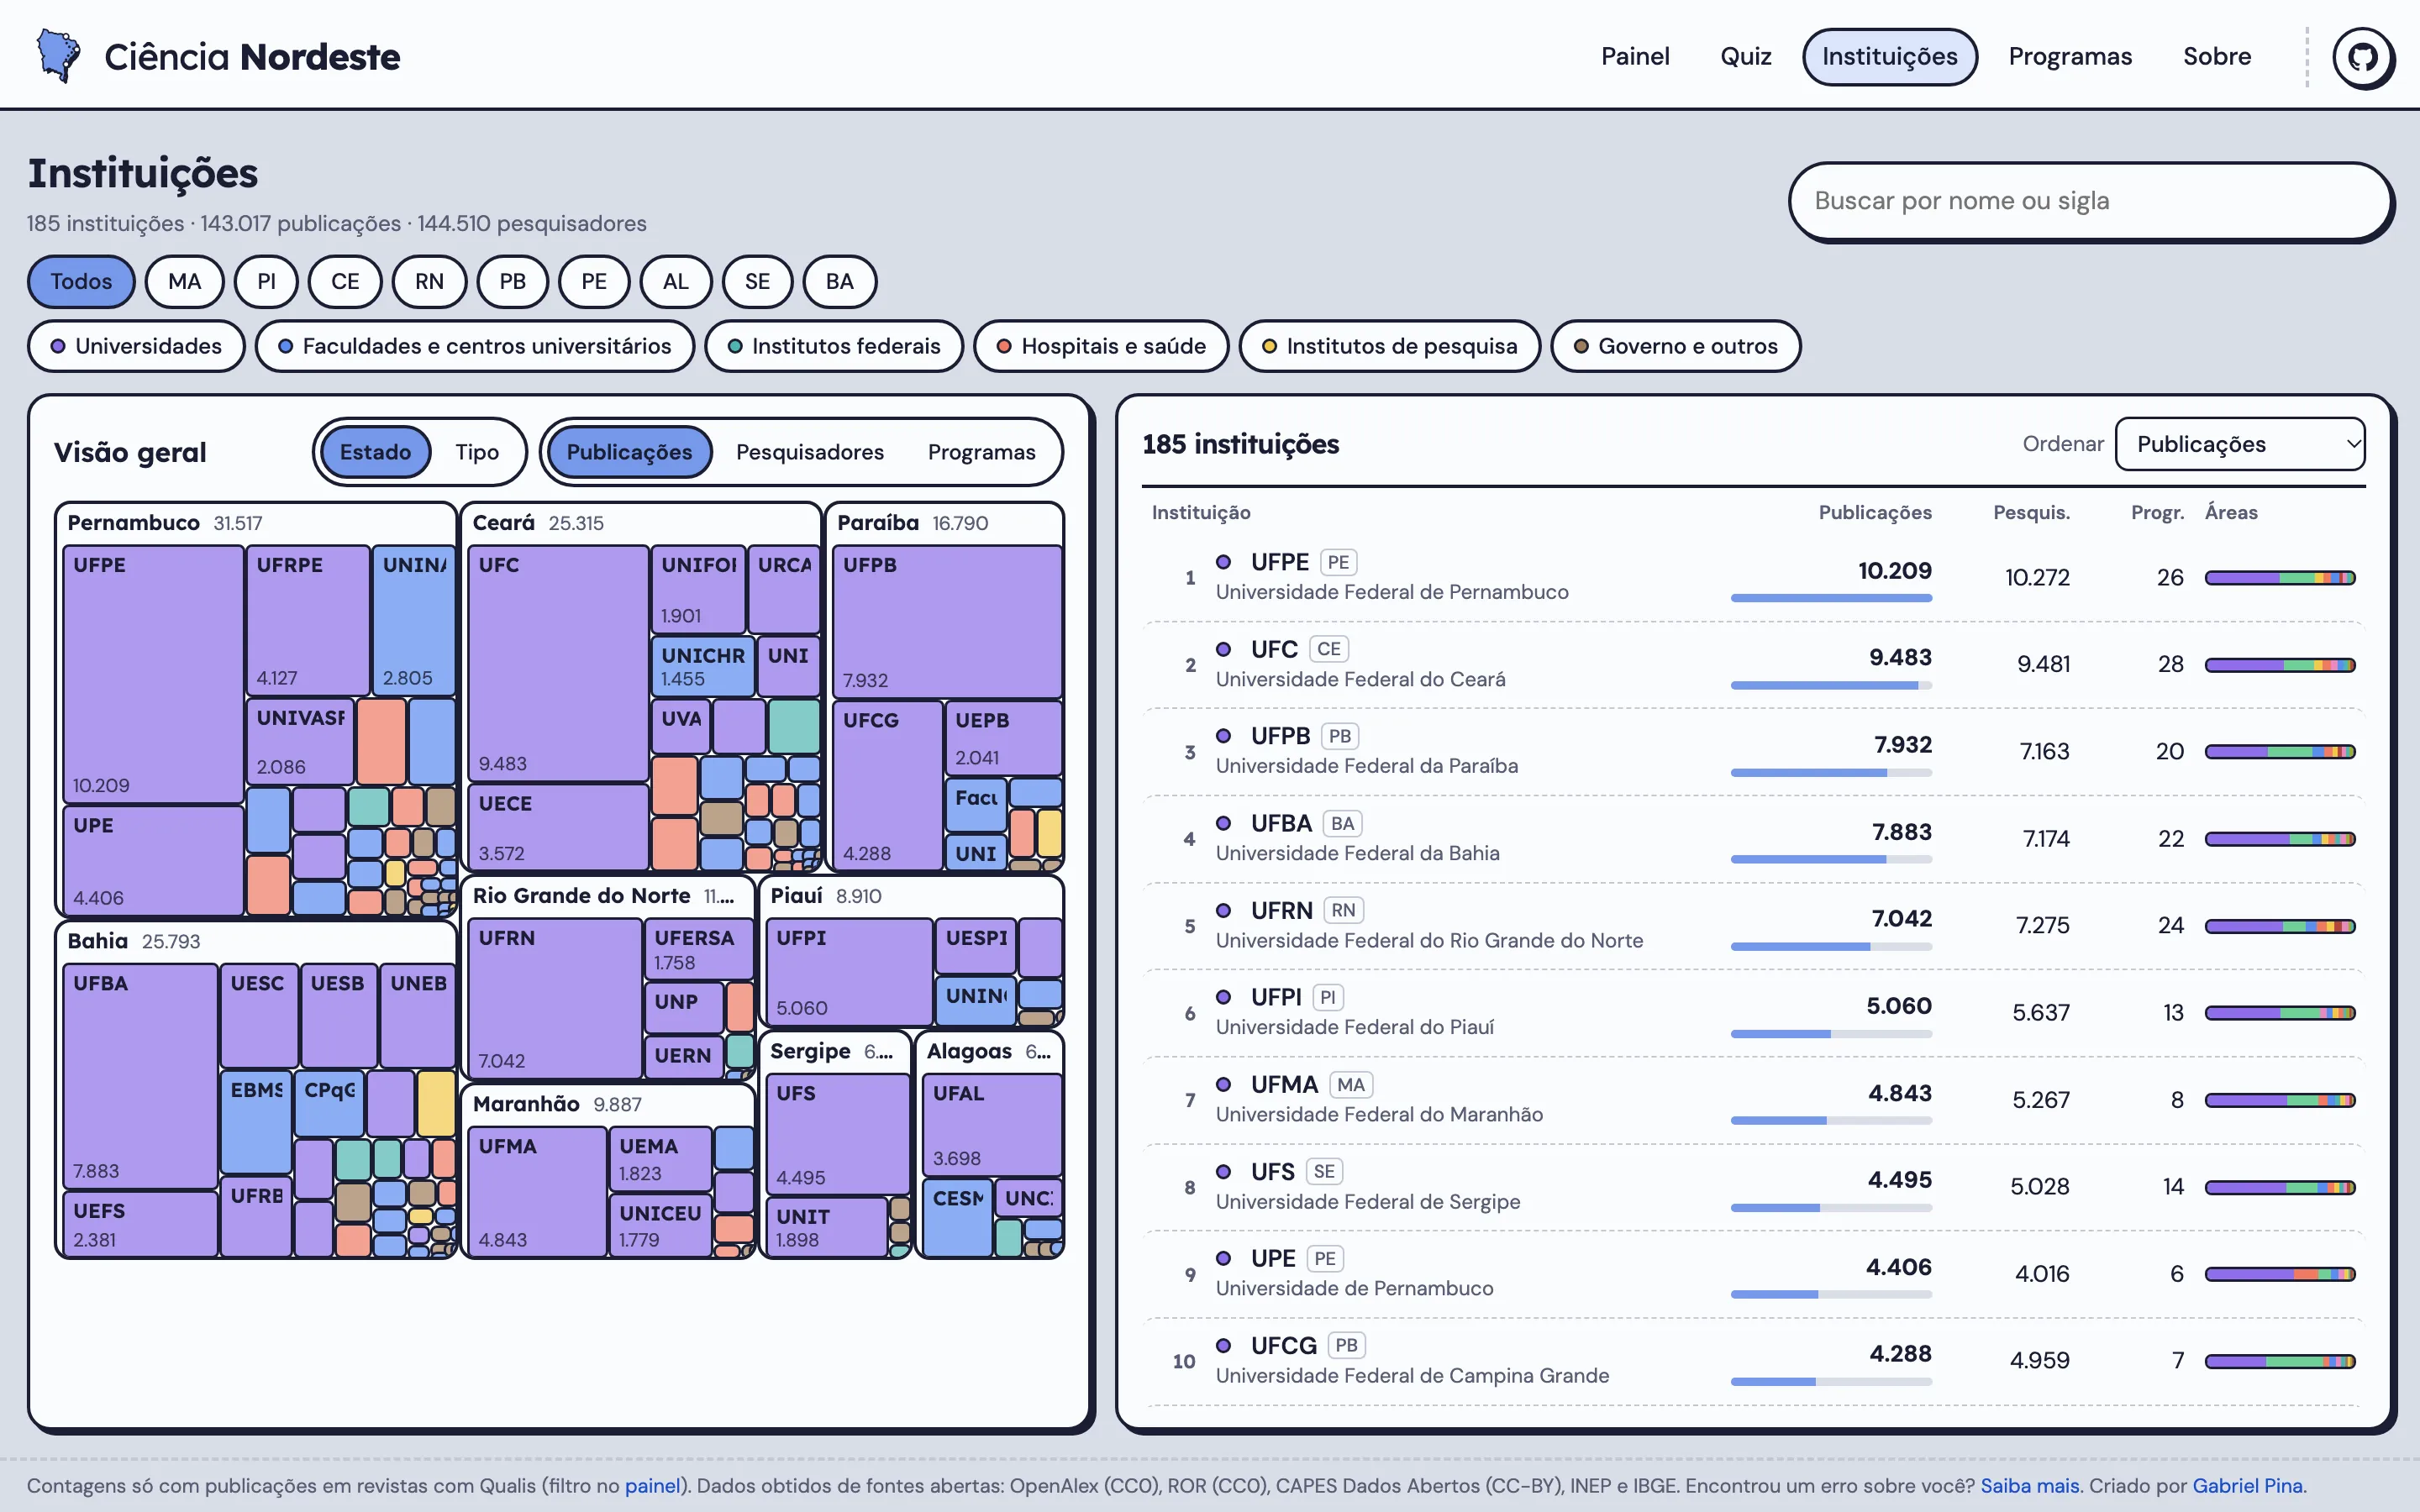 Ciência Nordeste
Painel Quiz Instituições Programas Sobre
Instituições
185 instituições · 143.017 publicações · 144.510 pesquisadores
Buscar por nome ou sigla
Todos MA PI CE RN PB PE AL SE BA
Universidades Faculdades e centros universitários Institutos federais Hospitais e saúde Institutos de pesquisa Governo e outros
Visão geral
Estado Tipo
Publicações Pesquisadores Programas
Pernambuco 31.517
UFPE
10.209
UFRPE
4.127
UNINA
2.805
UNIVASF
2.086
UPE
4.406
Ceará 25.315
UFC
9.483
UNIFOR
1.901
URCA
UNICHR
1.455
UNI
UVA
UECE
3.572
Paraíba 16.790
UFPB
7.932
UFCG
4.288
UEPB
2.041
Facu
UNI
Bahia 25.793
UFBA
7.883
UESC
UESB
UNEB
EBMS
CPqG
UFRB
UEFS
2.381
Rio Grande do Norte 11....
UFRN
7.042
UFERSA
1.758
UNP
UERN
Piauí 8.910
UFPI
5.060
UESPI
UNIN
Maranhão 9.887
UFMA
4.843
UEMA
1.823
UNICEU
1.779
Sergipe 6....
UFS
4.495
UNIT
1.898
Alagoas 6...
UFAL
3.698
CESM
UNC
185 instituições
Ordenar Publicações
Instituição Publicações Pesquis. Progr. Áreas
1 UFPE PE 10.209 10.272 26
Universidade Federal de Pernambuco
2 UFC CE 9.483 9.481 28
Universidade Federal do Ceará
3 UFPB PB 7.932 7.163 20
Universidade Federal da Paraíba
4 UFBA BA 7.883 7.174 22
Universidade Federal da Bahia
5 UFRN RN 7.042 7.275 24
Universidade Federal do Rio Grande do Norte
6 UFPI PI 5.060 5.637 13
Universidade Federal do Piauí
7 UFMA MA 4.843 5.267 8
Universidade Federal do Maranhão
8 UFS SE 4.495 5.028 14
Universidade Federal de Sergipe
9 UPE PE 4.406 4.016 6
Universidade de Pernambuco
10 UFCG PB 4.288 4.959 7
Universidade Federal de Campina Grande
Contagens só com publicações em revistas com Qualis (filtro no painel). Dados obtidos de fontes abertas: OpenAlex (CC0), ROR (CC0), CAPES Dados Abertos (CC-BY), INEP e IBGE. Encontrou um erro sobre você? Saiba mais. Criado por Gabriel Pina.